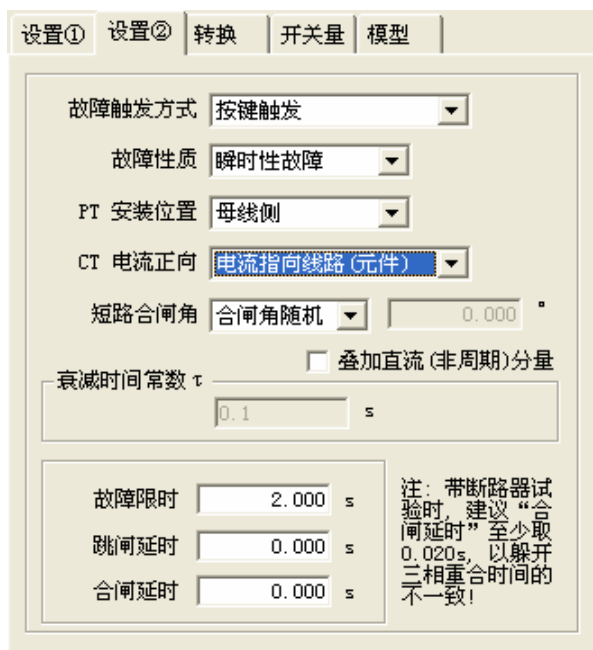 设置① 设置② 转换 开关量 模型
故障触发方式 按键触发
故障性质 瞬时性故障
PT 安装位置 母线侧
CT 电流正向 电流指向线路(元件)
短路合闸角 合闸角随机 0.000 °
叠加直流(非周期)分量
衰减时间常数 τ
0.1 s
故障限时 2.000 s
跳闸延时 0.000 s
合闸延时 0.000 s
注: 带断路器试
验时, 建议“合
闸延时”至少取
0.020s, 以躲开
三相重合时间的
不一致!